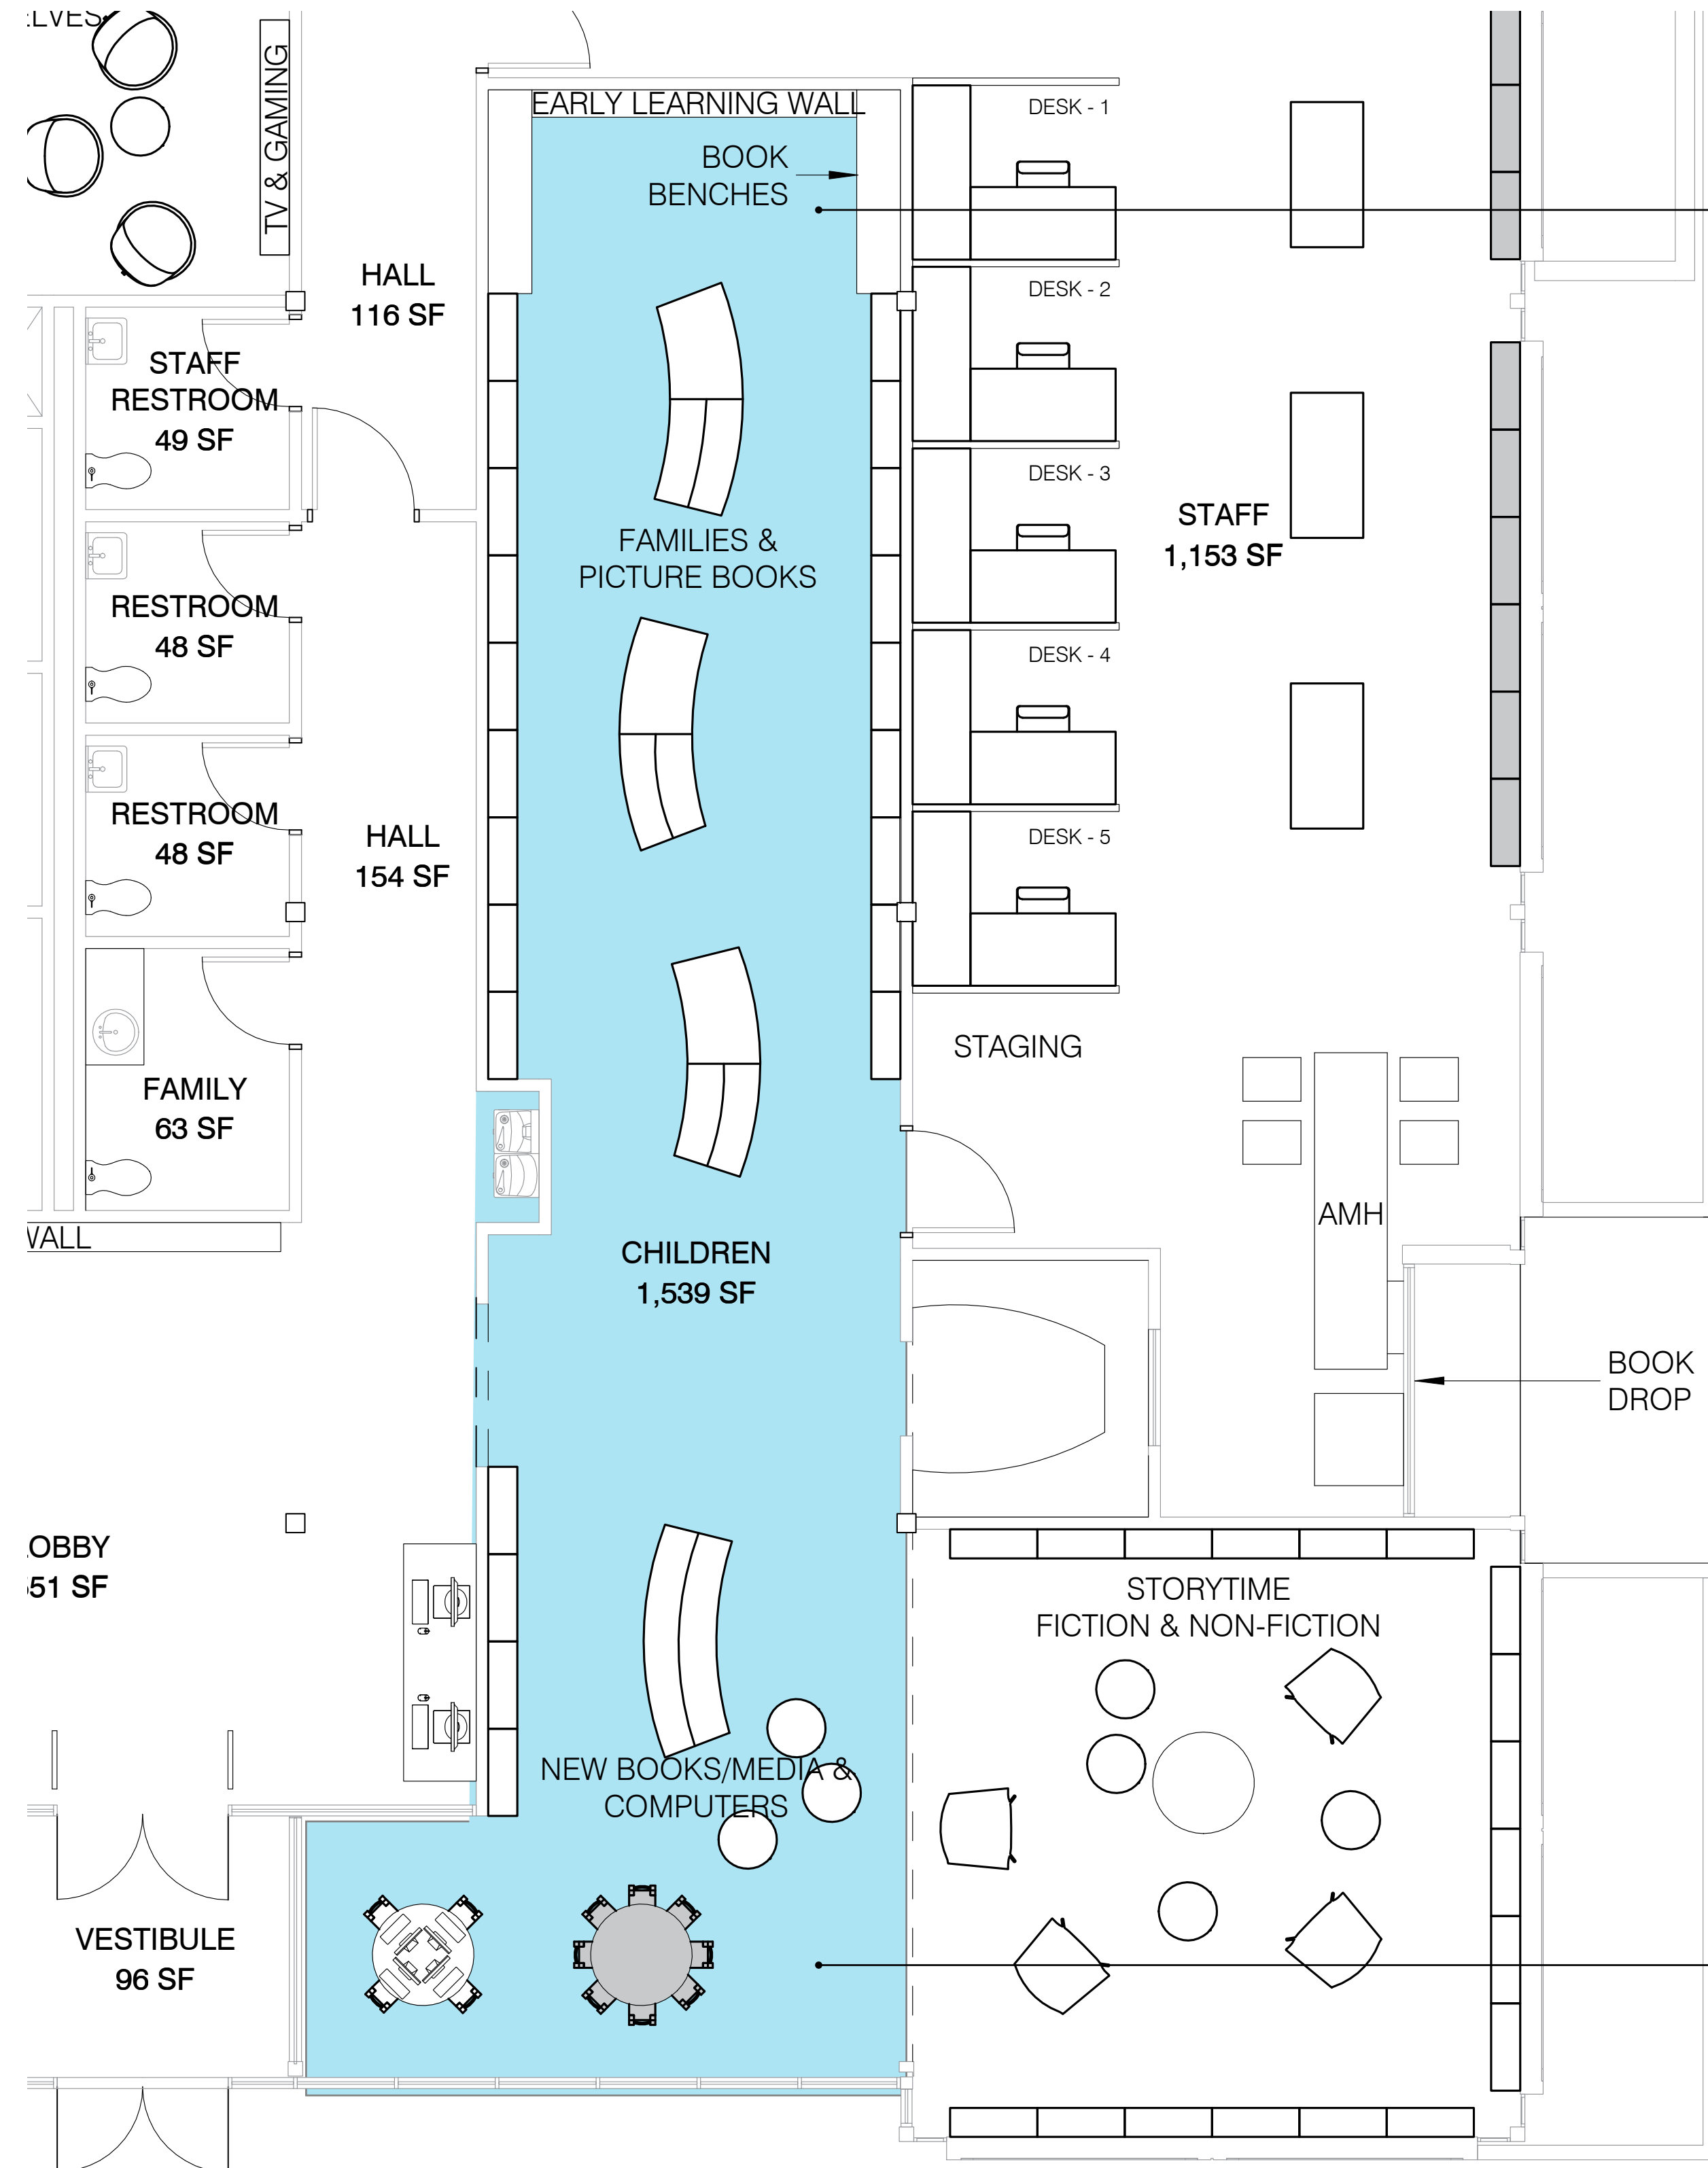 TV & GAMING
EARLY LEARNING WALL
BOOK
BENCHES
DESK - 1
HALL
116 SF
DESK - 2
STAFF
RESTROOM
49 SF
DESK - 3
FAMILIES &
PICTURE BOOKS
STAFF
1,153 SF
RESTROOM
48 SF
DESK - 4
RESTROOM
48 SF
HALL
154 SF
DESK - 5
STAGING
FAMILY
63 SF
AMH
WALL
CHILDREN
1,539 SF
BOOK
DROP
OBBY
51 SF
STORYTIME
FICTION & NON-FICTION
NEW BOOKS/MEDIA &
COMPUTERS
VESTIBULE
96 SF